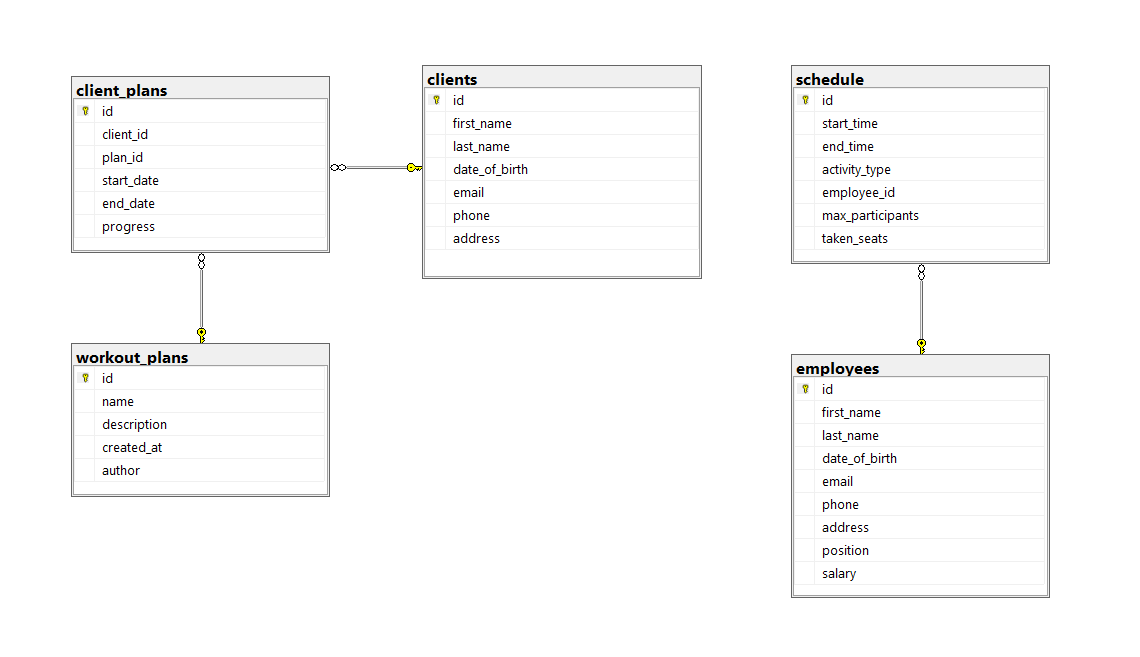 client_plans
id
client_id
plan_id
start_date
end_date
progress
clients
id
first_name
last_name
date_of_birth
email
phone
address
schedule
id
start_time
end_time
activity_type
employee_id
max_participants
taken_seats
workout_plans
id
name
description
created_at
author
employees
id
first_name
last_name
date_of_birth
email
phone
address
position
salary